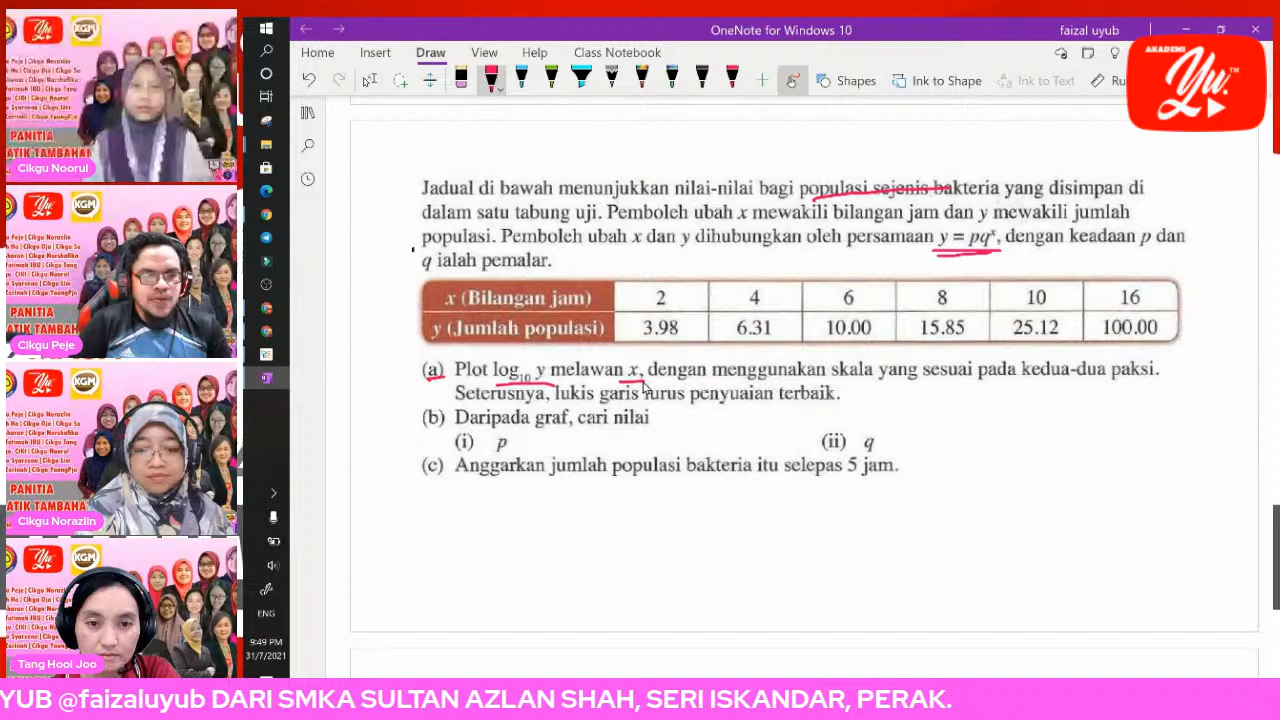 OneNote for Windows 10
faizal uyub
Home Insert Draw View Help Class Notebook
Shapes Ink to Shape Ink to Text Ru
AKADEMI
Yu.™
KGM
PANITIA
Cikgu Noorul
Cikgu Peje
Cikgu Norazlin
Tang Hooi Joo
Jadual di bawah menunjukkan nilai-nilai bagi populasi sejenis bakteria yang disimpan di
dalam satu tabung uji. Pemboleh ubah x mewakili bilangan jam dan y mewakili jumlah
populasi. Pemboleh ubah x dan y dihubungkan oleh persamaan y = pqˣ, dengan keadaan p dan
q ialah pemalar.
x (Bilangan jam) 2 4 6 8 10 16
y (Jumlah populasi) 3.98 6.31 10.00 15.85 25.12 100.00
(a) Plot log₁₀ y melawan x, dengan menggunakan skala yang sesuai pada kedua-dua paksi.
Seterusnya, lukis garis lurus penyuaian terbaik.
(b) Daripada graf, cari nilai
(i) p (ii) q
(c) Anggarkan jumlah populasi bakteria itu selepas 5 jam.
ENG
9:49 PM
31/7/2021
YUB @faizaluyub DARI SMKA SULTAN AZLAN SHAH, SERI ISKANDAR, PERAK.